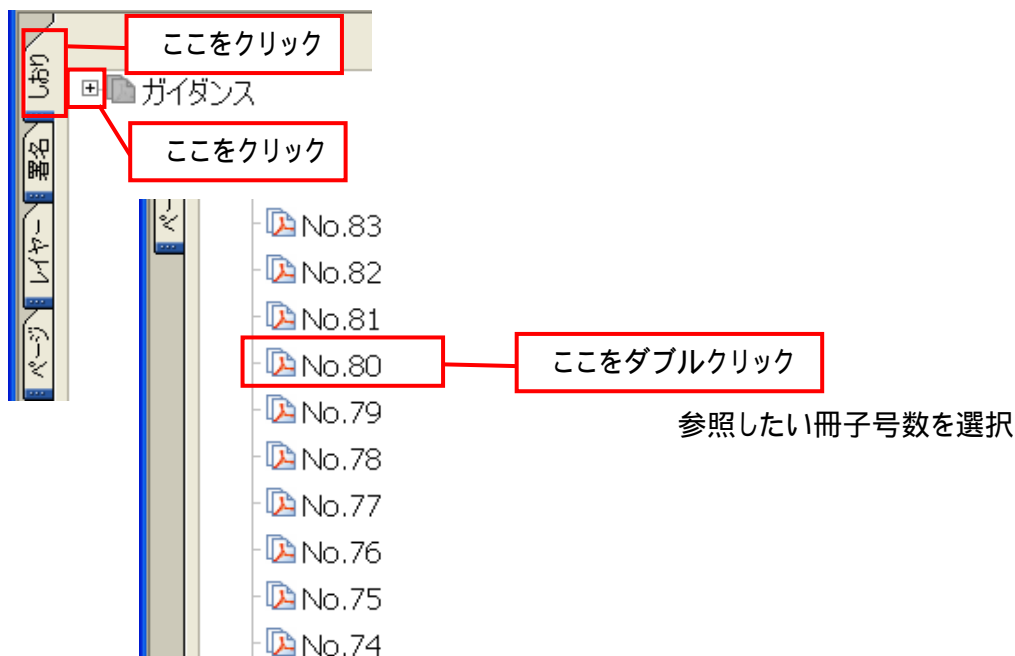 ここをクリック
しおり
ガイダンス
ここをクリック
署名
レイヤー
ページ
No.83
No.82
No.81
No.80
ここをダブルクリック
No.79
参照したい冊子号数を選択
No.78
No.77
No.76
No.75
No.74